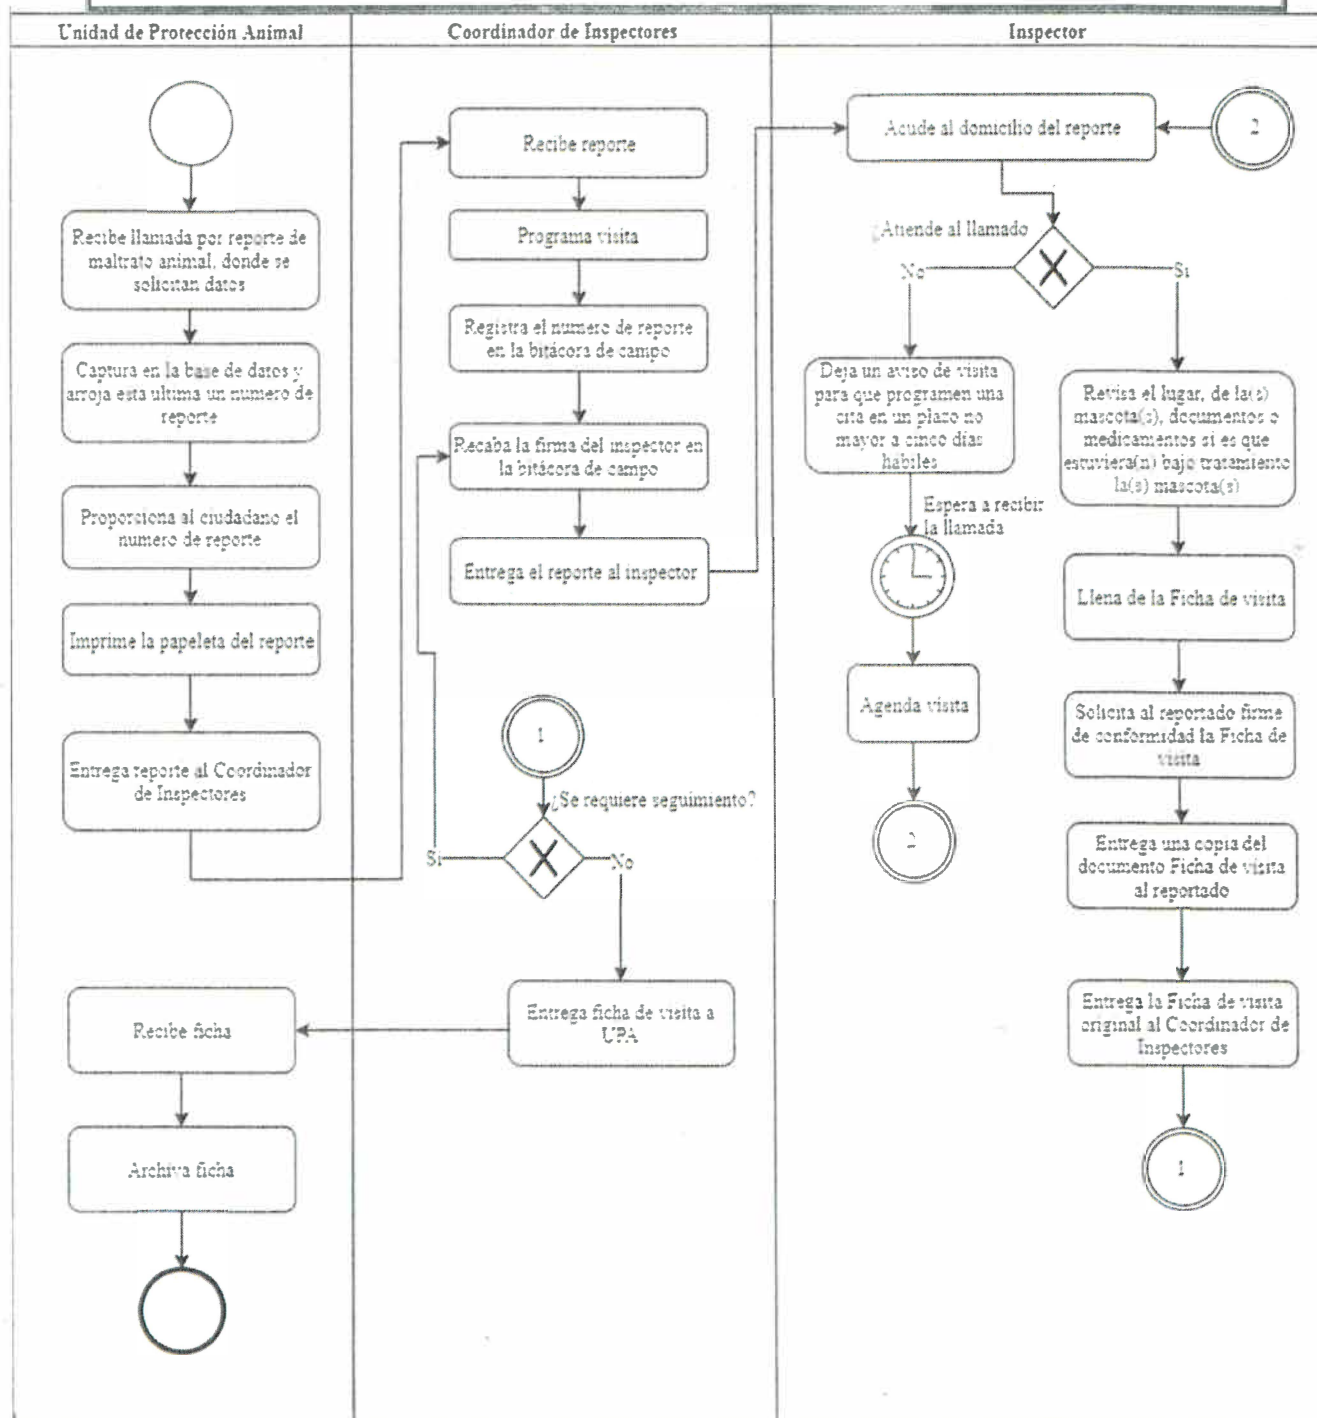 Unidad de Protección Animal
Coordinador de Inspectores
Inspector
Recibe llamada por reporte de
maltrato animal, donde se
solicitan datos
Captura en la base de datos y
arroja esta ultima un numero de
reporte
Proporciona al ciudadano el
numero de reporte
Imprime la papeleta del reporte
Entrega reporte al Coordinador
de Inspectores
Recibe ficha
Archiva ficha
Recibe reporte
Programa visita
Registra el numero de reporte
en la bitácora de campo
Recaba la firma del inspector en
la bitácora de campo
Entrega el reporte al inspector
1
¿Se requiere seguimiento?
Si
No
Entrega ficha de visita a
UPA
Acude al domicilio del reporte
2
¿Atiende al llamado
No
Si
Deja un aviso de visita
para que programen una
cita en un plazo no
mayor a cinco días
habiles
Espera a recibir
la llamada
Agenda visita
2
Revisa el lugar, de la(s)
mascota(s), documentos o
medicamentos si es que
estuviera(n) bajo tratamiento
la(s) mascota(s)
Llena de la Ficha de visita
Solicita al reportado firme
de conformidad la Ficha de
visita
Entrega una copia del
documento Ficha de visita
al reportado
Entrega la Ficha de visita
original al Coordinador de
Inspectores
1